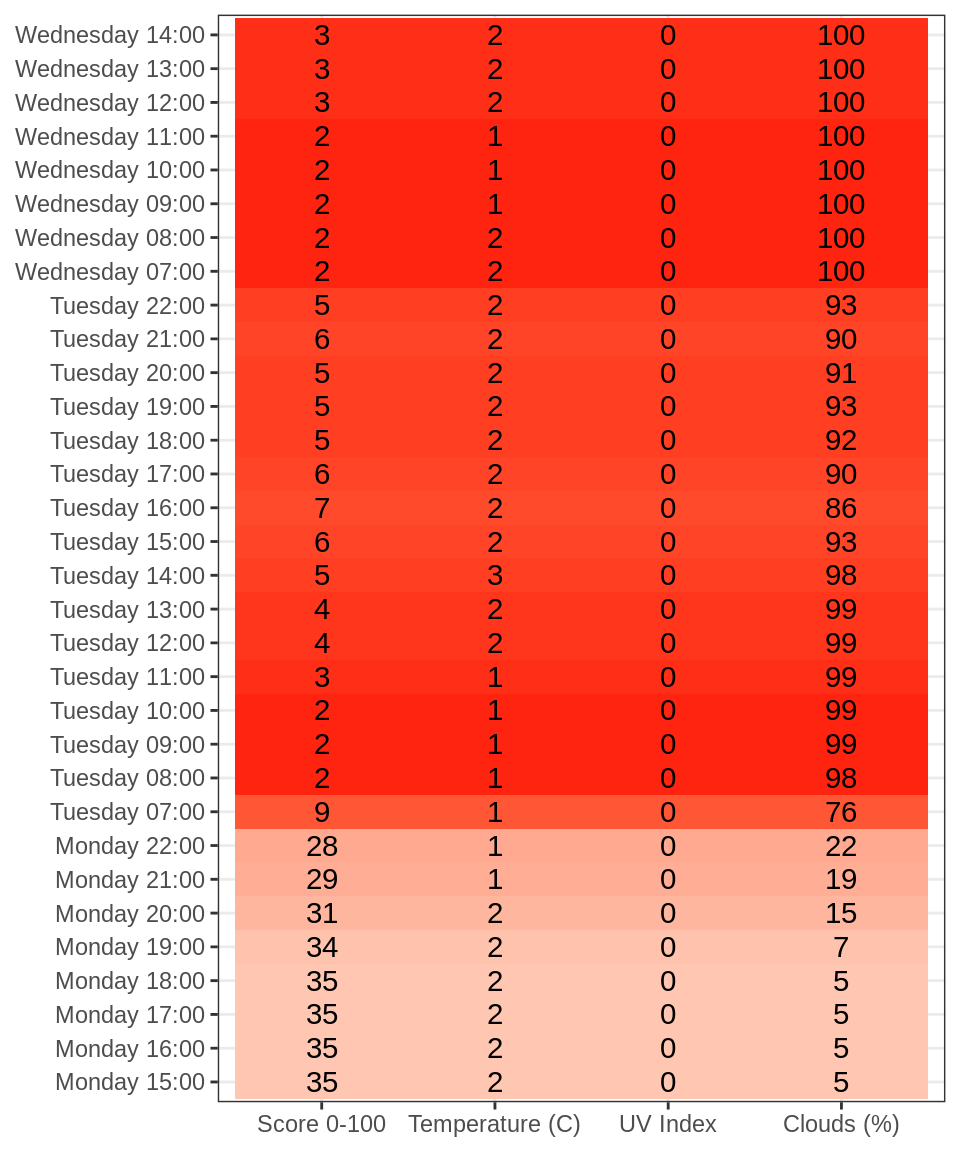 Wednesday 14:00 3 2 0 100
Wednesday 13:00 3 2 0 100
Wednesday 12:00 3 2 0 100
Wednesday 11:00 2 1 0 100
Wednesday 10:00 2 1 0 100
Wednesday 09:00 2 1 0 100
Wednesday 08:00 2 2 0 100
Wednesday 07:00 2 2 0 100
Tuesday 22:00 5 2 0 93
Tuesday 21:00 6 2 0 90
Tuesday 20:00 5 2 0 91
Tuesday 19:00 5 2 0 93
Tuesday 18:00 5 2 0 92
Tuesday 17:00 6 2 0 90
Tuesday 16:00 7 2 0 86
Tuesday 15:00 6 2 0 93
Tuesday 14:00 5 3 0 98
Tuesday 13:00 4 2 0 99
Tuesday 12:00 4 2 0 99
Tuesday 11:00 3 1 0 99
Tuesday 10:00 2 1 0 99
Tuesday 09:00 2 1 0 99
Tuesday 08:00 2 1 0 98
Tuesday 07:00 9 1 0 76
Monday 22:00 28 1 0 22
Monday 21:00 29 1 0 19
Monday 20:00 31 2 0 15
Monday 19:00 34 2 0 7
Monday 18:00 35 2 0 5
Monday 17:00 35 2 0 5
Monday 16:00 35 2 0 5
Monday 15:00 35 2 0 5
Score 0-100 Temperature (C) UV Index Clouds (%)